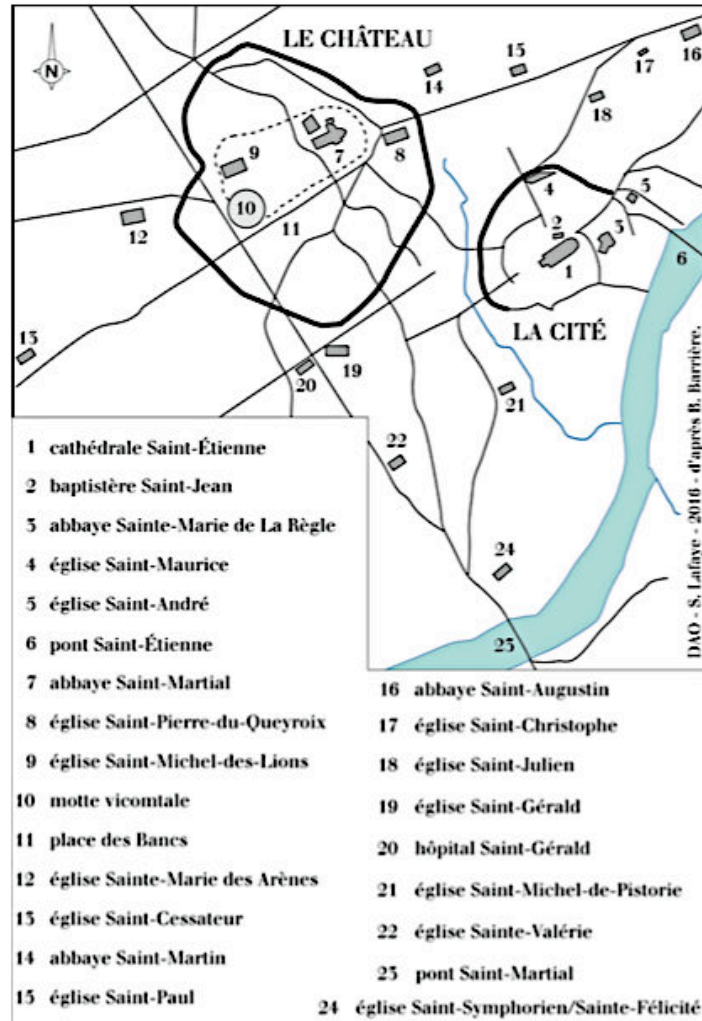 N
LE CHÂTEAU
14
15
16
17
18
9
7
8
10
11
12
4
5
2
3
1
6
LA CITÉ
13
20
19
21
22
24
23
DAO - S. Lafaye - 2016 - d'après B. Barrière.
1 cathédrale Saint-Étienne
2 baptistère Saint-Jean
3 abbaye Sainte-Marie de La Règle
4 église Saint-Maurice
5 église Saint-André
6 pont Saint-Étienne
7 abbaye Saint-Martial
8 église Saint-Pierre-du-Queyroix
9 église Saint-Michel-des-Lions
10 motte vicomtale
11 place des Bancs
12 église Sainte-Marie des Arènes
13 église Saint-Cessateur
14 abbaye Saint-Martin
15 église Saint-Paul
16 abbaye Saint-Augustin
17 église Saint-Christophe
18 église Saint-Julien
19 église Saint-Gérald
20 hôpital Saint-Gérald
21 église Saint-Michel-de-Pistorie
22 église Sainte-Valérie
23 pont Saint-Martial
24 église Saint-Symphorien/Sainte-Félicité